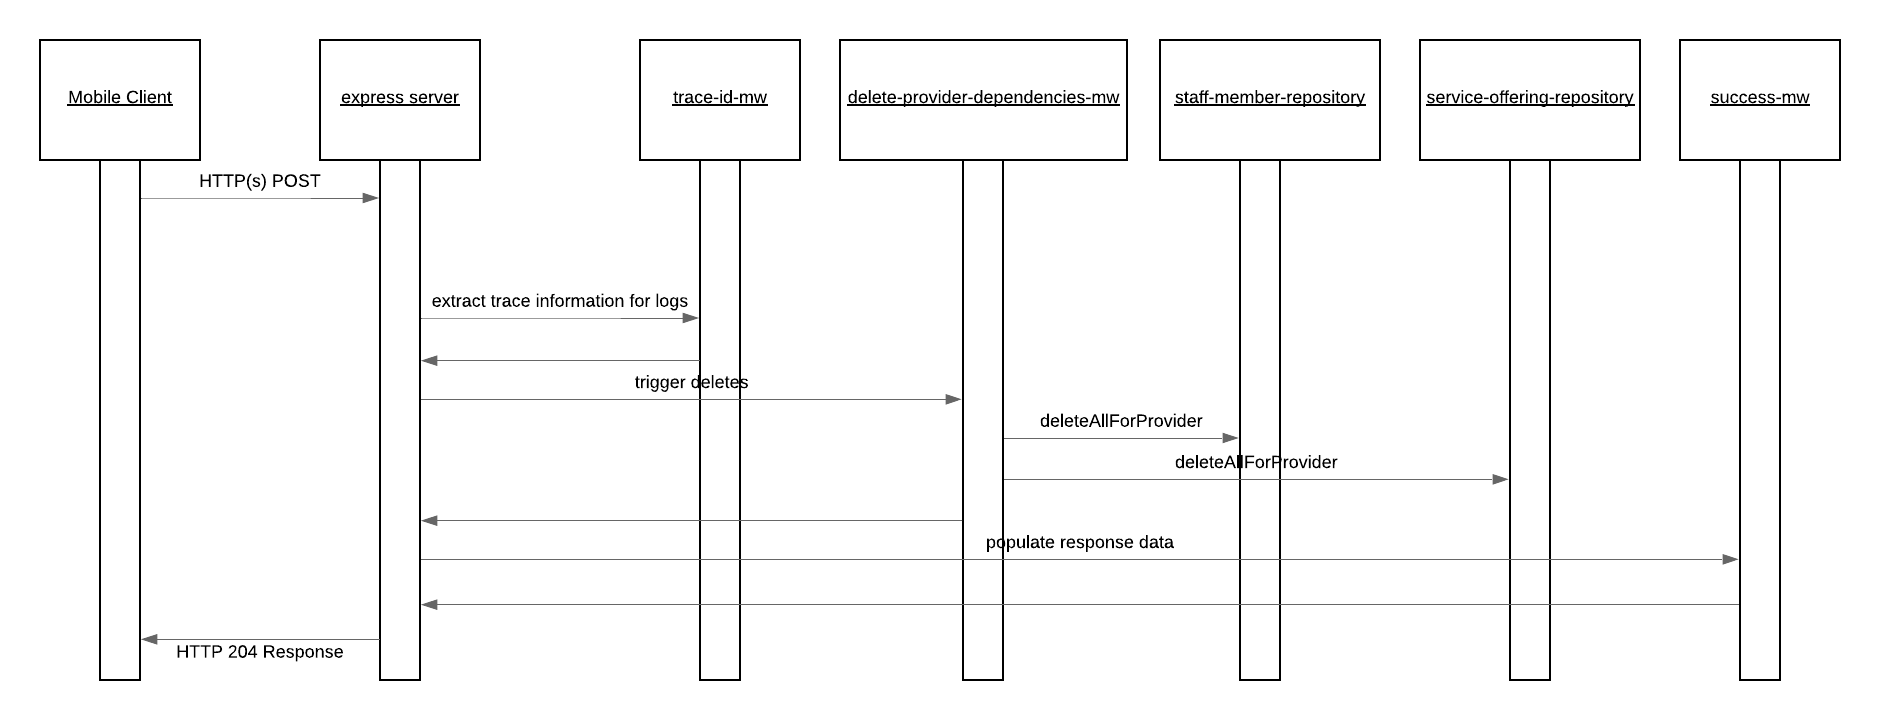 Mobile Client
express server
trace-id-mw
delete-provider-dependencies-mw
staff-member-repository
service-offering-repository
success-mw
HTTP(s) POST
extract trace information for logs
trigger deletes
deleteAllForProvider
deleteAllForProvider
populate response data
HTTP 204 Response